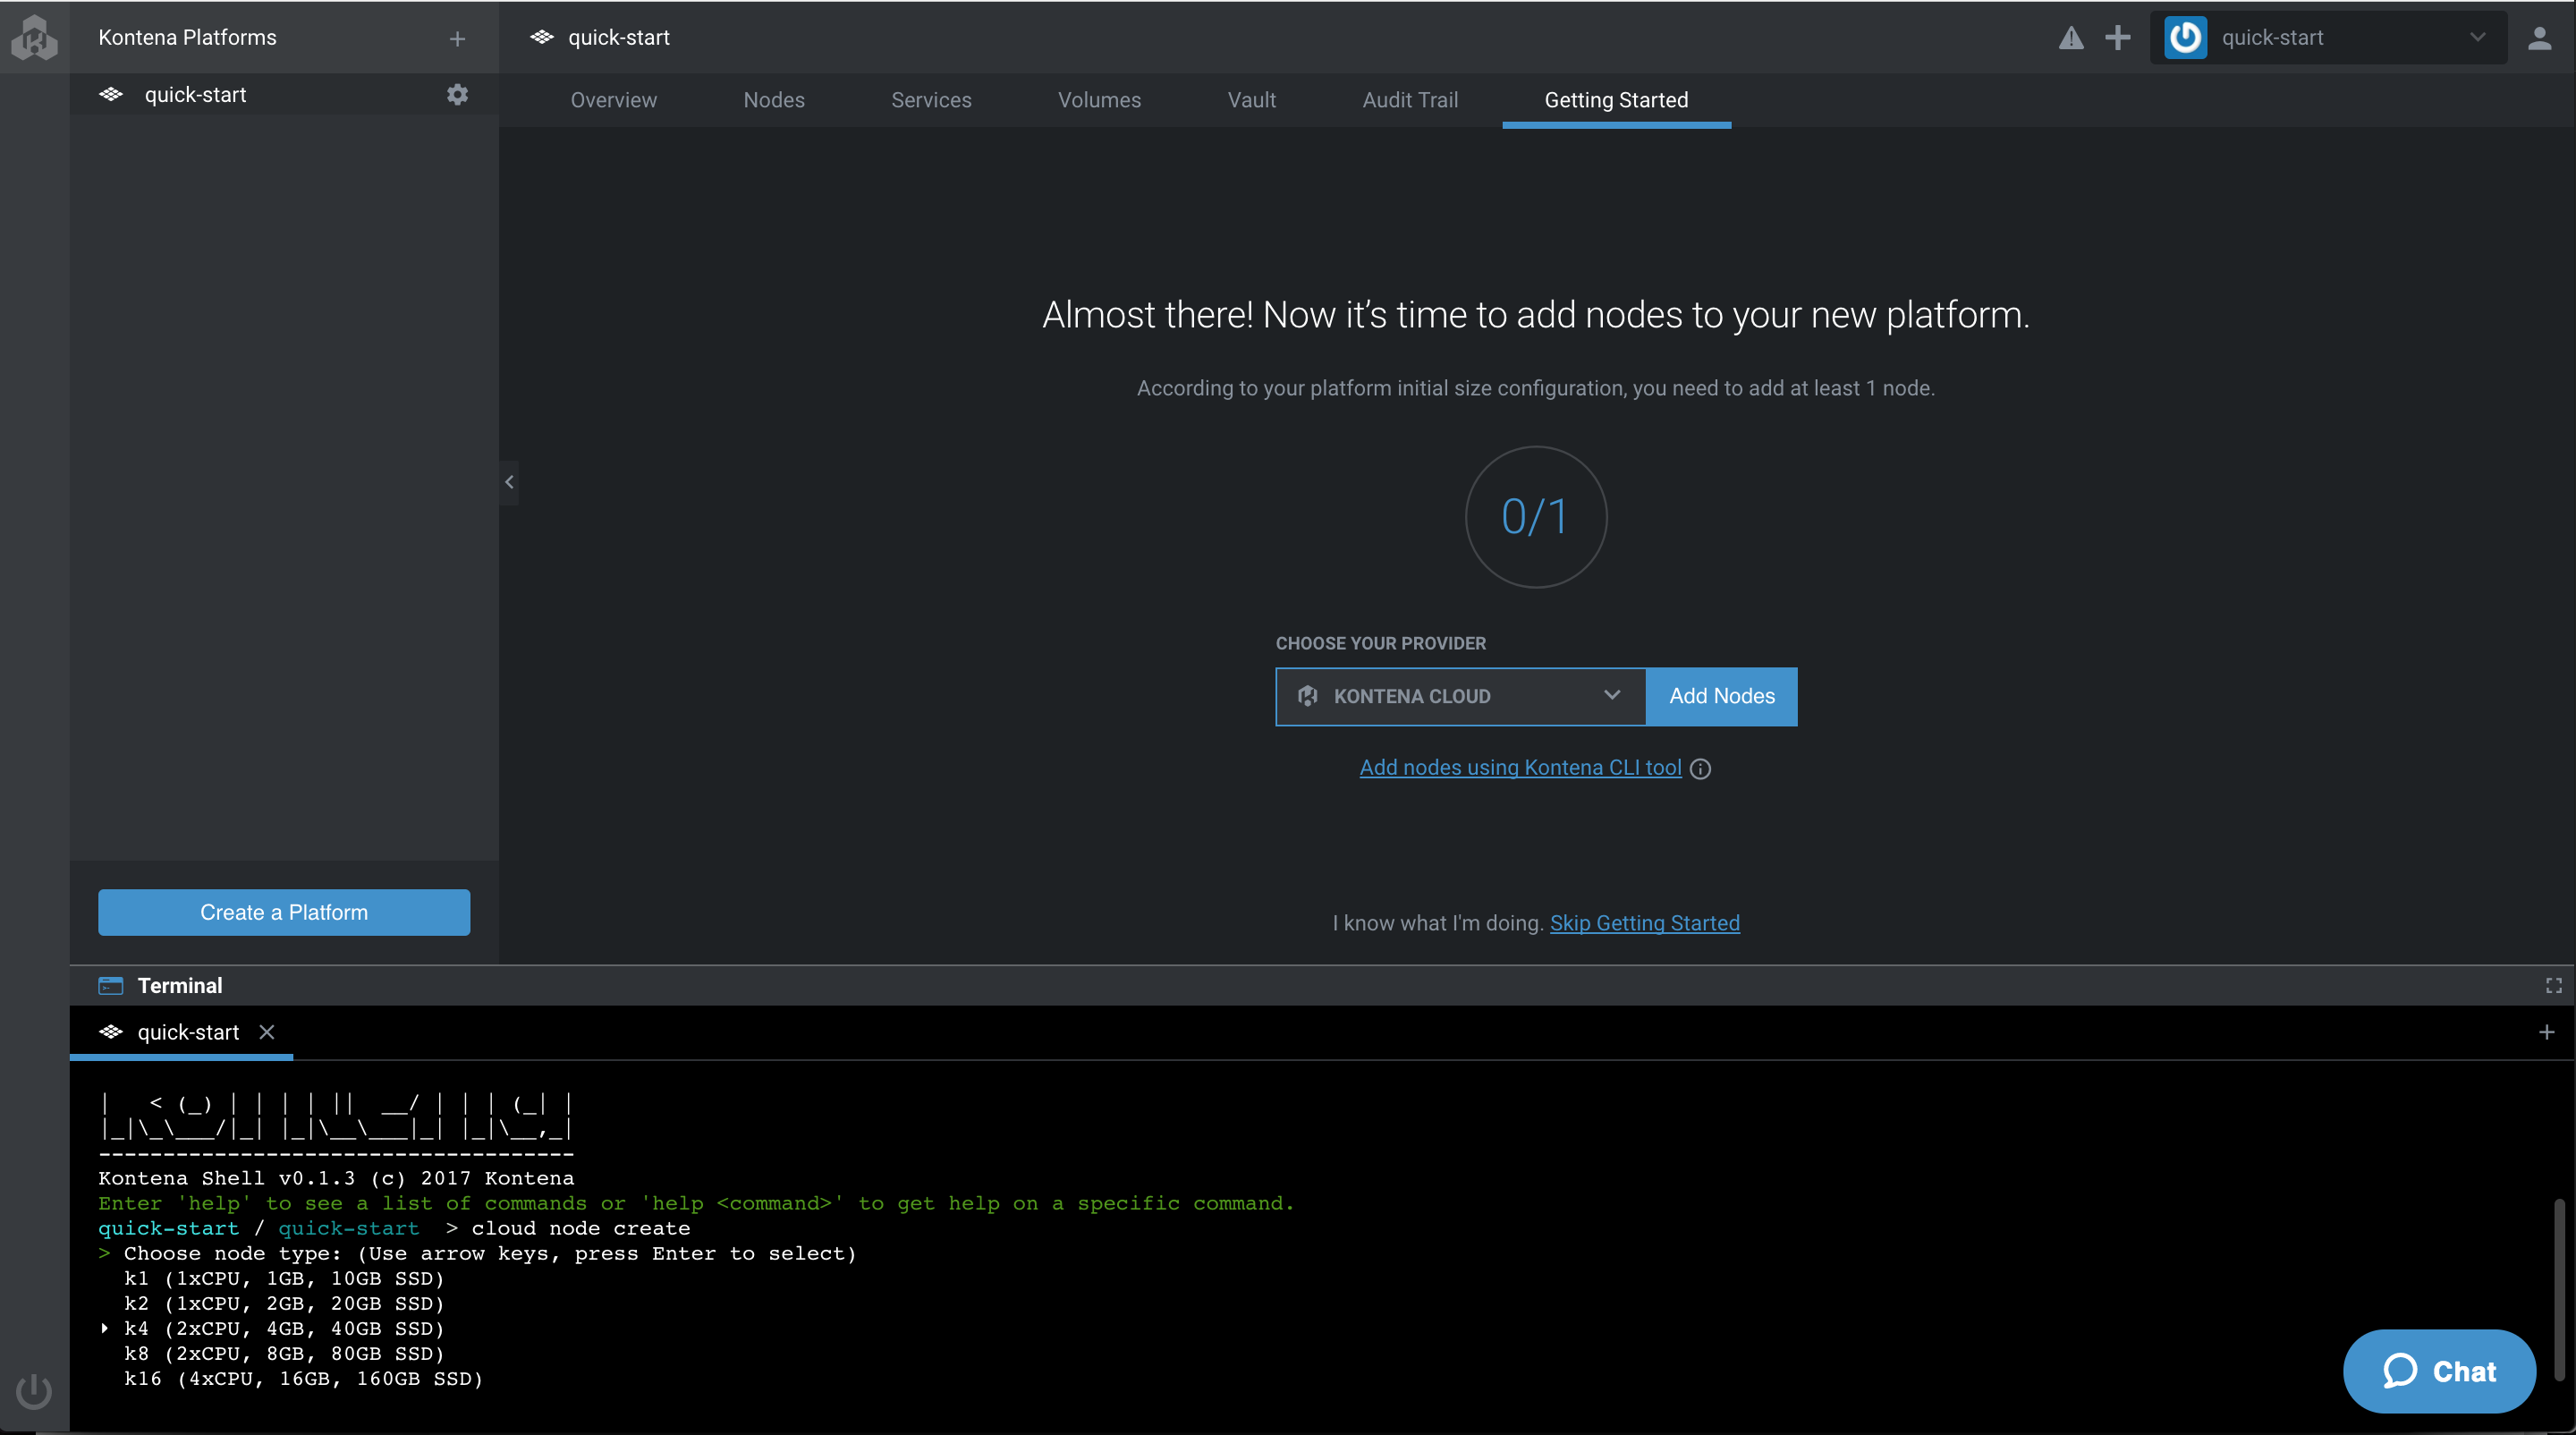 Kontena Platforms +
quick-start
quick-start
quick-start
Overview Nodes Services Volumes Vault Audit Trail Getting Started
Almost there! Now it’s time to add nodes to your new platform.
According to your platform initial size configuration, you need to add at least 1 node.
0/1
CHOOSE YOUR PROVIDER
KONTENA CLOUD Add Nodes
Add nodes using Kontena CLI tool
I know what I'm doing. Skip Getting Started
Create a Platform
Terminal
quick-start
|   < (_) | | | | ||  __/ | | | (_| |
|_|\_\___/|_| |_|\__\___|_| |_|\__,_|
-------------------------------------
Kontena Shell v0.1.3 (c) 2017 Kontena
Enter 'help' to see a list of commands or 'help <command>' to get help on a specific command.
quick-start / quick-start  > cloud node create
> Choose node type: (Use arrow keys, press Enter to select)
k1 (1xCPU, 1GB, 10GB SSD)
k2 (1xCPU, 2GB, 20GB SSD)
‣ k4 (2xCPU, 4GB, 40GB SSD)
k8 (2xCPU, 8GB, 80GB SSD)
k16 (4xCPU, 16GB, 160GB SSD)
Chat